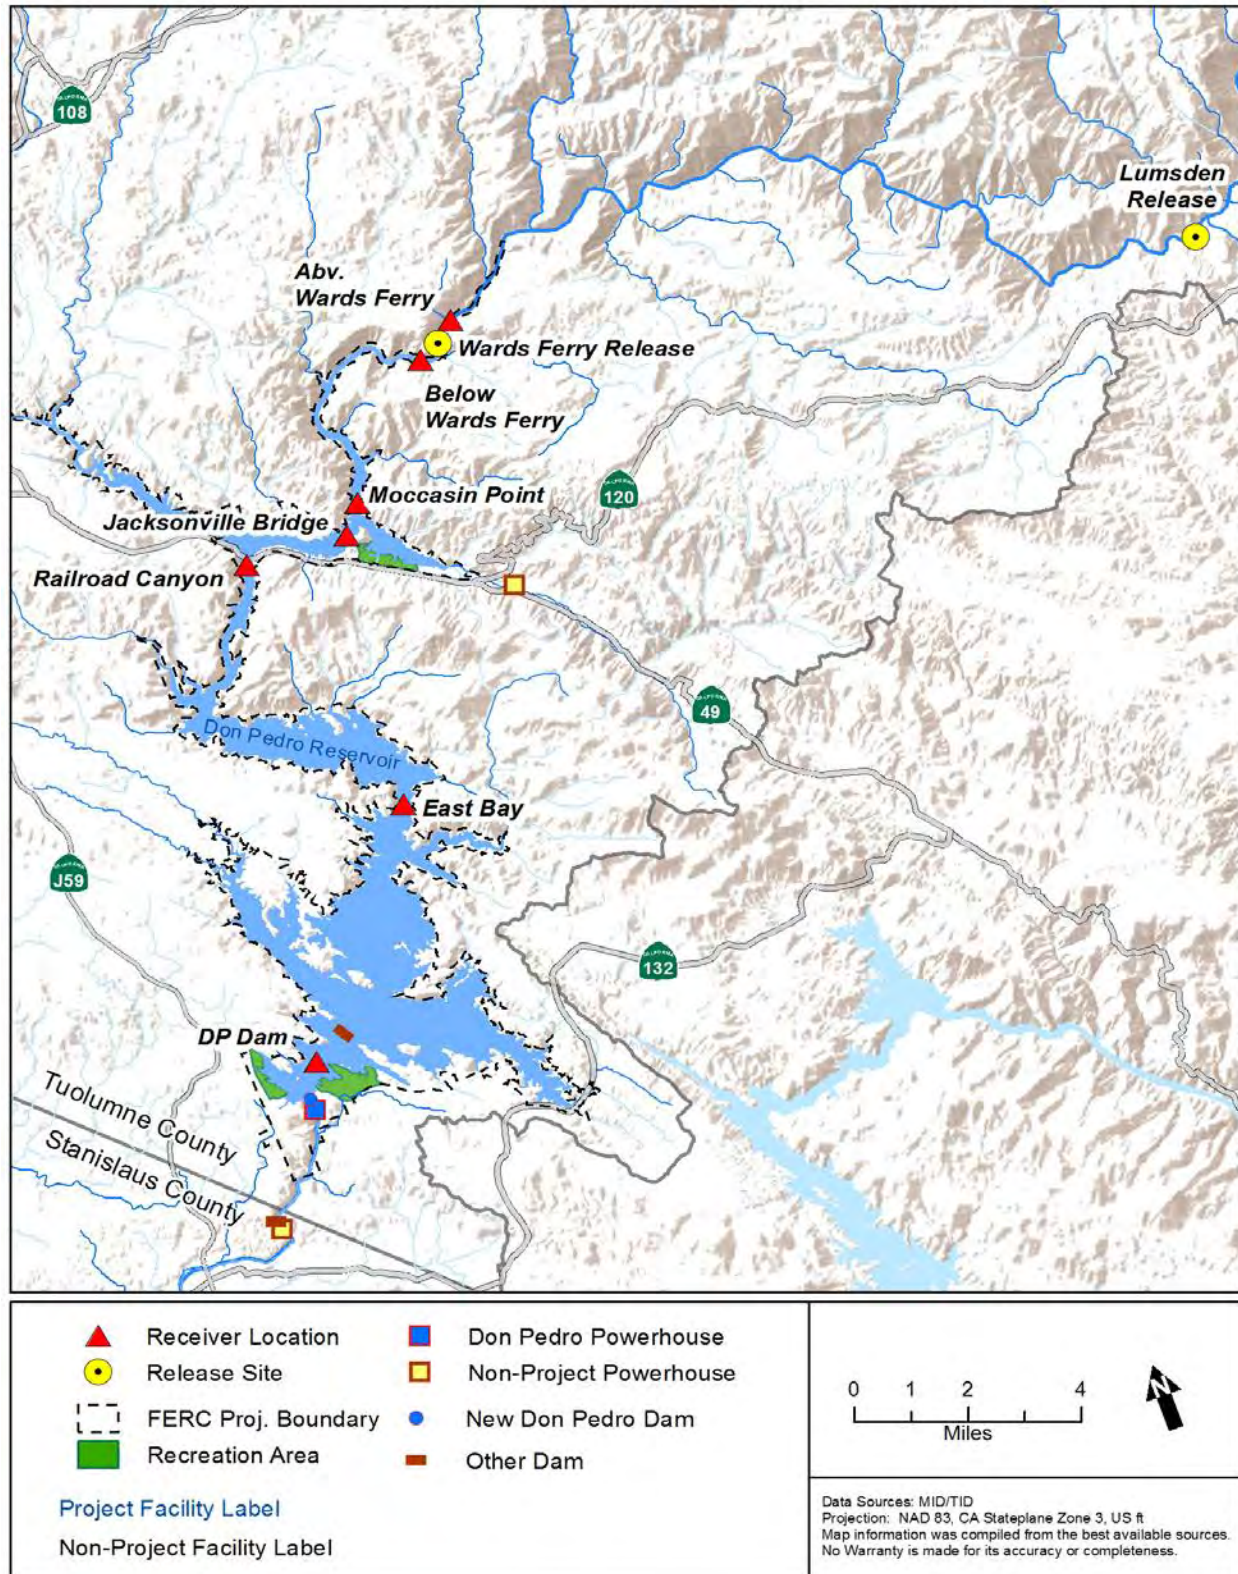 108
Lumsden
Release
Abv.
Wards Ferry
Wards Ferry Release
Below
Wards Ferry
120
Moccasin Point
Jacksonville Bridge
Railroad Canyon
49
Don Pedro Reservoir
East Bay
J59
132
DP Dam
Tuolumne County
Stanislaus County
Receiver Location
Release Site
FERC Proj. Boundary
Recreation Area
Project Facility Label
Non-Project Facility Label
Don Pedro Powerhouse
Non-Project Powerhouse
New Don Pedro Dam
Other Dam
0 1 2 4
Miles
N
Data Sources: MID/TID
Projection: NAD 83, CA Stateplane Zone 3, US ft
Map information was compiled from the best available sources.
No Warranty is made for its accuracy or completeness.